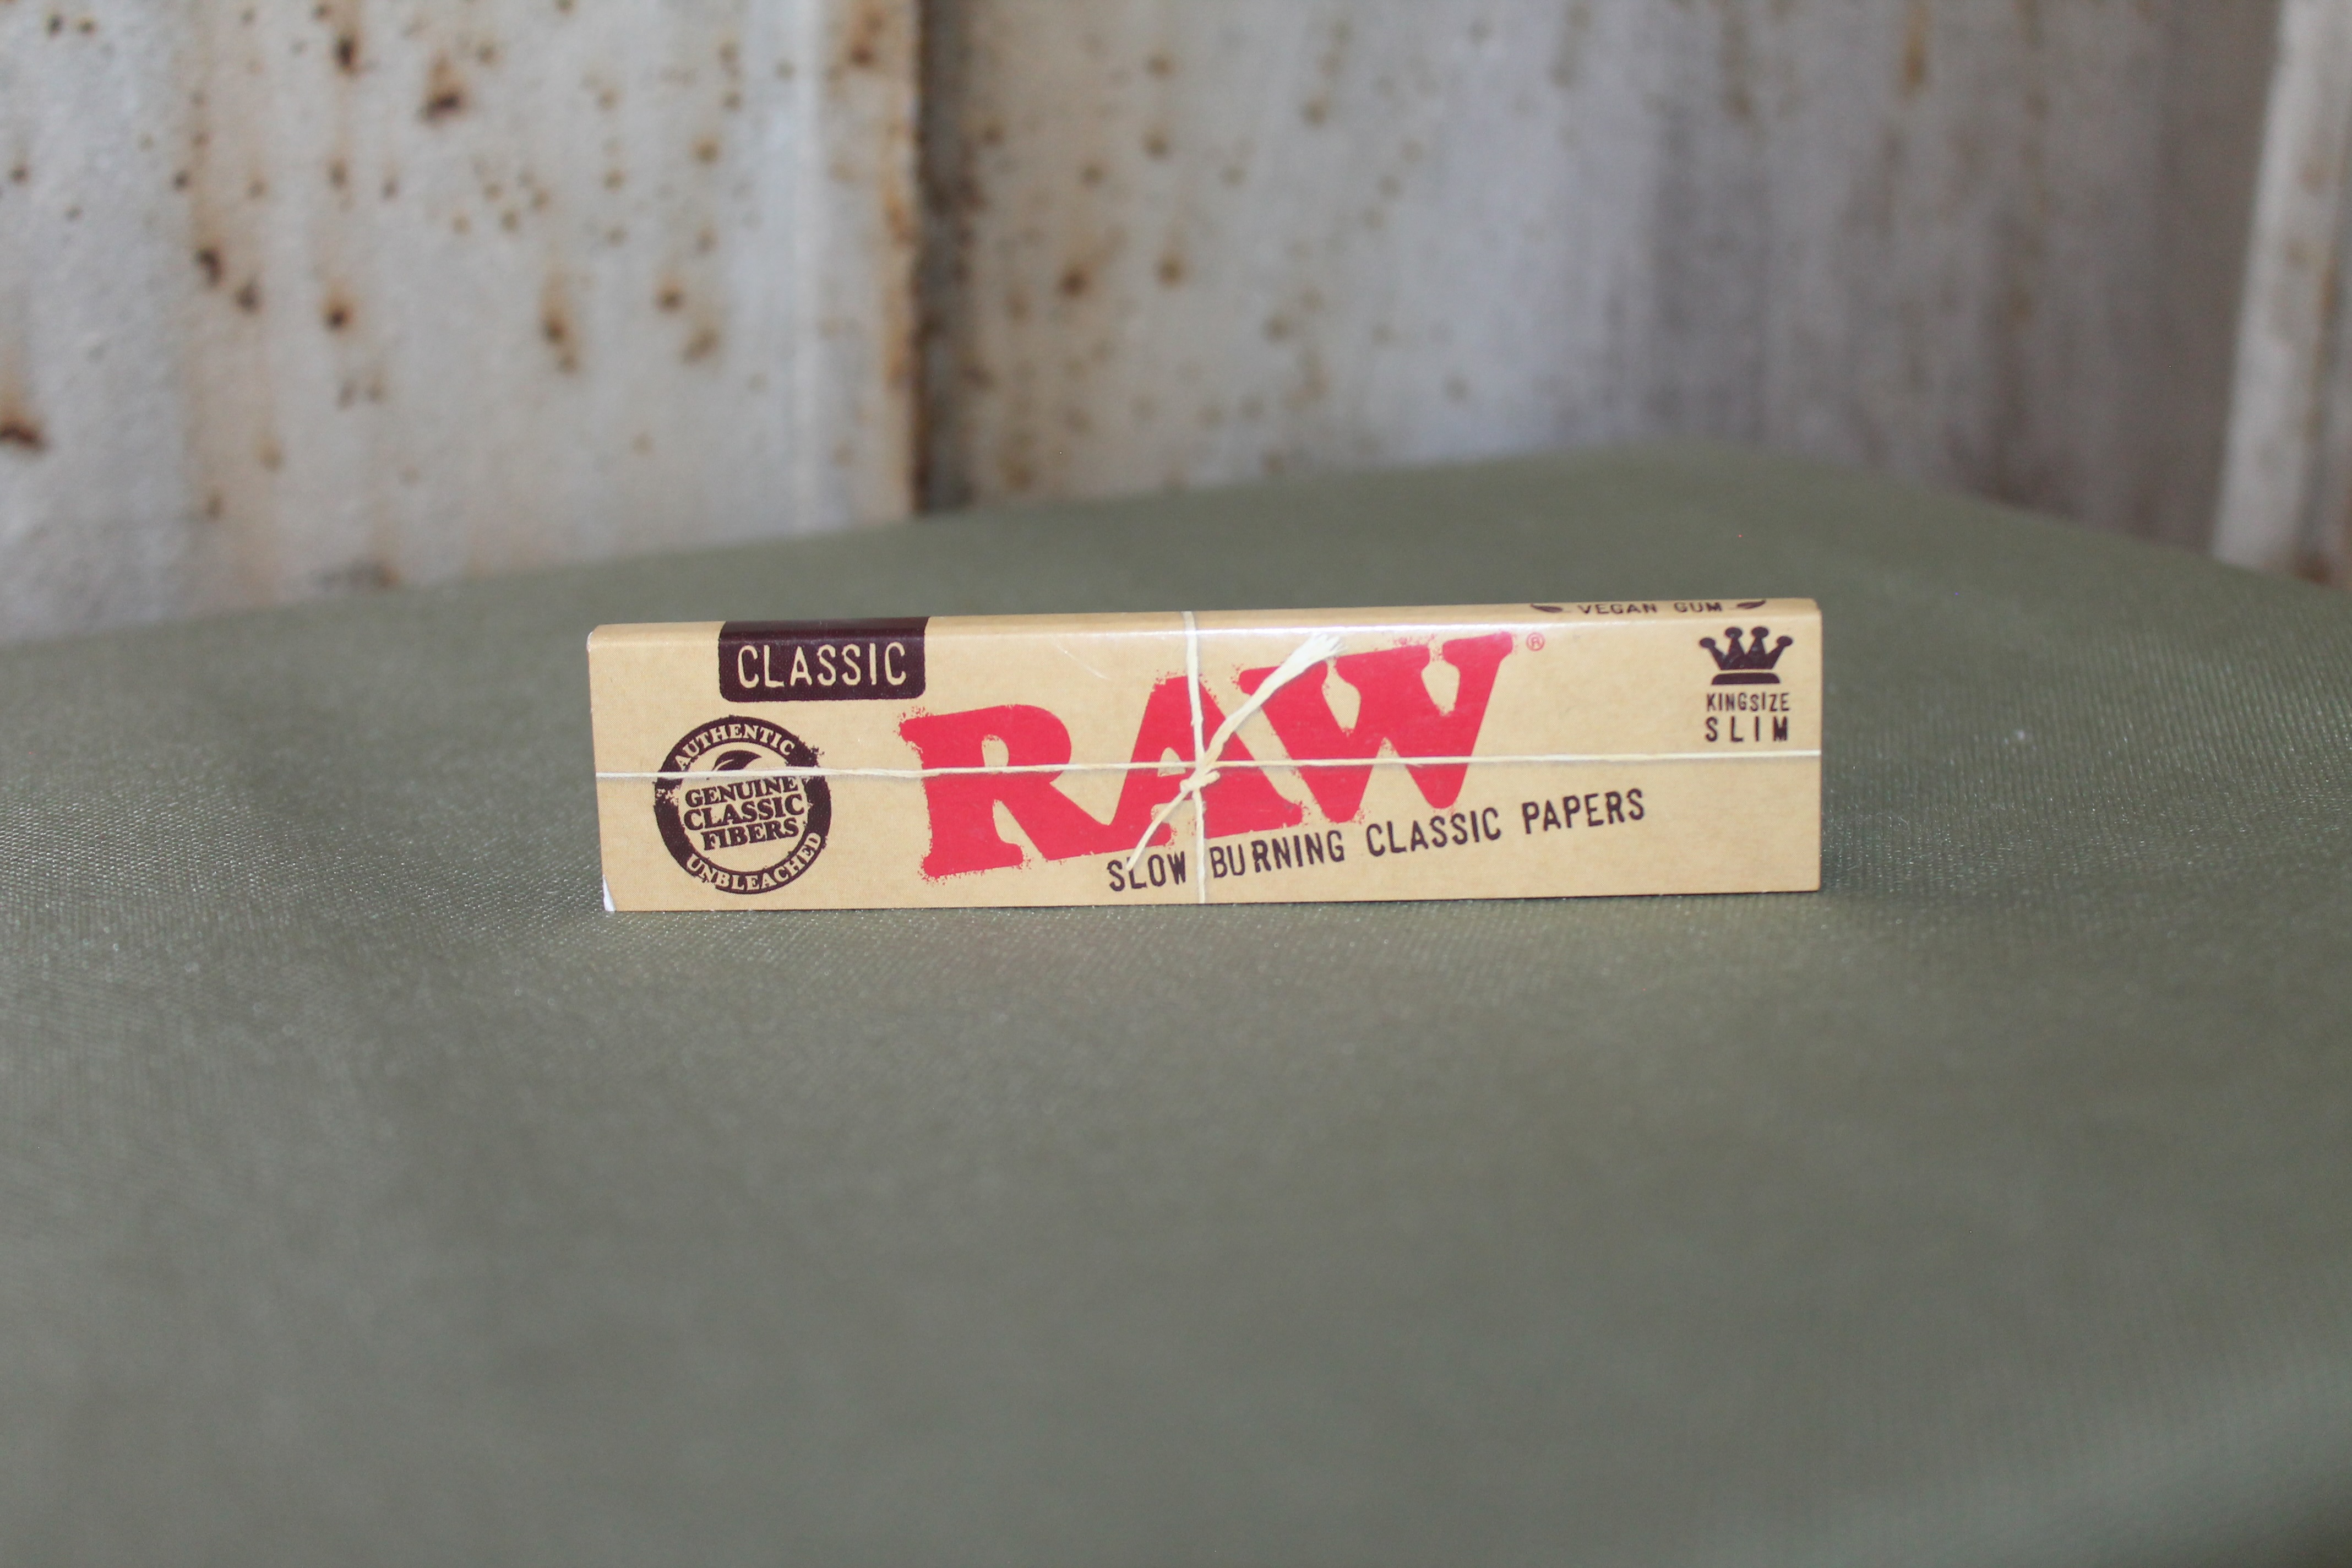 VEGAN GUM
CLASSIC
RAW®
KINGSIZE
SLIM
AUTHENTIC
GENUINE
CLASSIC
FIBERS
UNBLEACHED
SLOW BURNING CLASSIC PAPERS